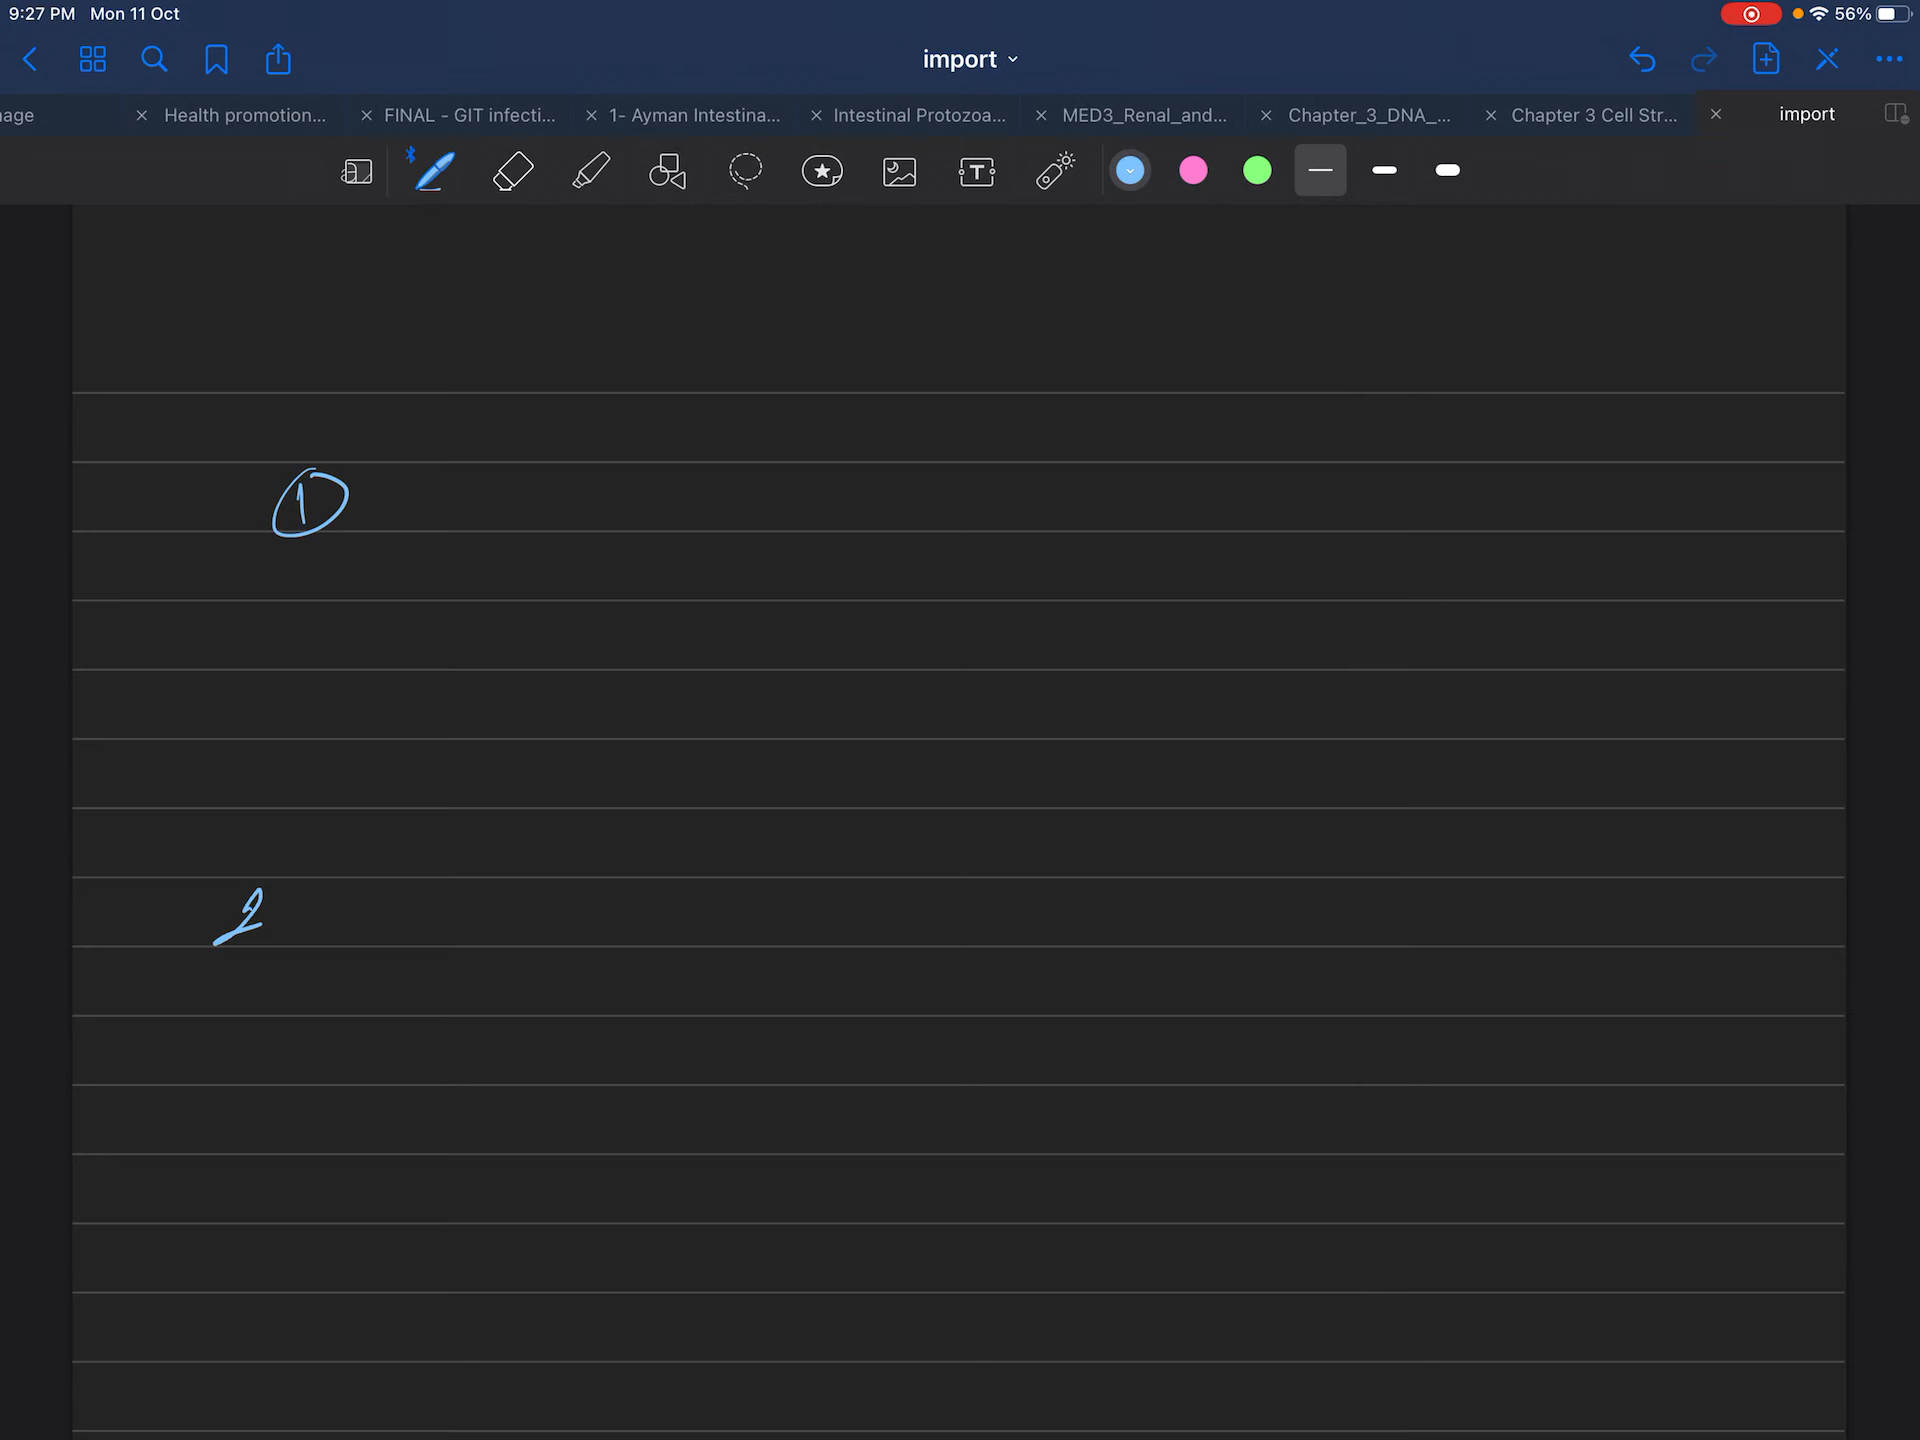 9:27 PM Mon 11 Oct 56%
import
age Health promotion... FINAL - GIT infecti... 1- Ayman Intestina... Intestinal Protozoa... MED3_Renal_and... Chapter_3_DNA_... Chapter 3 Cell Str... import
T
1
2